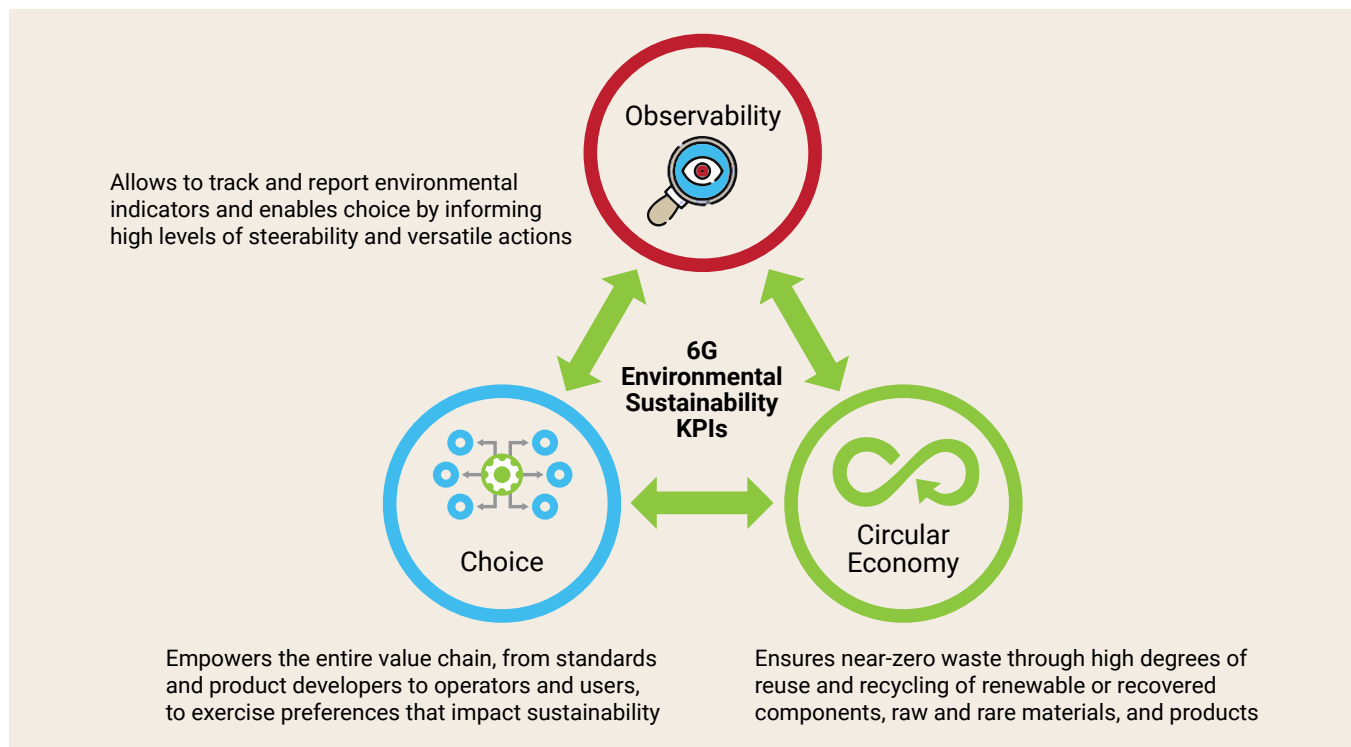 Observability
Allows to track and report environmental
indicators and enables choice by informing
high levels of steerability and versatile actions
6G
Environmental
Sustainability
KPIs
Choice
Circular
Economy
Empowers the entire value chain, from standards
and product developers to operators and users,
to exercise preferences that impact sustainability
Ensures near-zero waste through high degrees of
reuse and recycling of renewable or recovered
components, raw and rare materials, and products